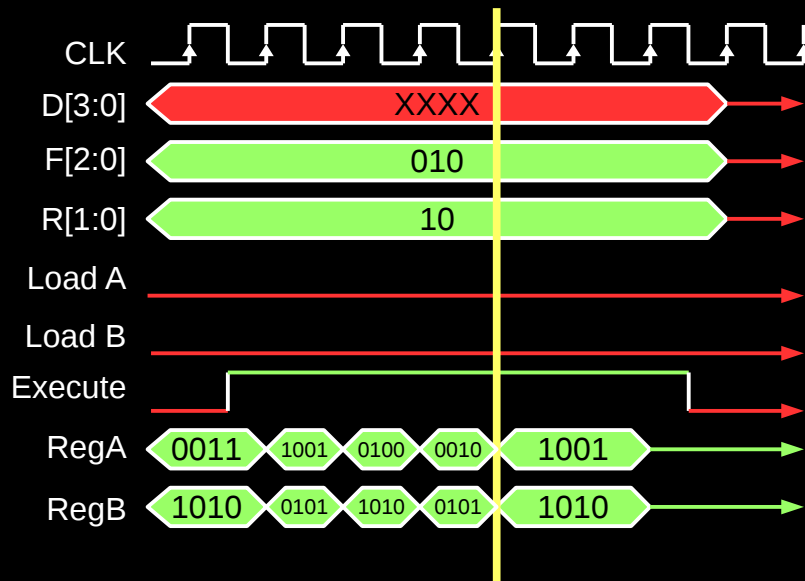 CLK
D[3:0] XXXX
F[2:0] 010
R[1:0] 10
Load A
Load B
Execute
RegA 0011 1001 0100 0010 1001
RegB 1010 0101 1010 0101 1010